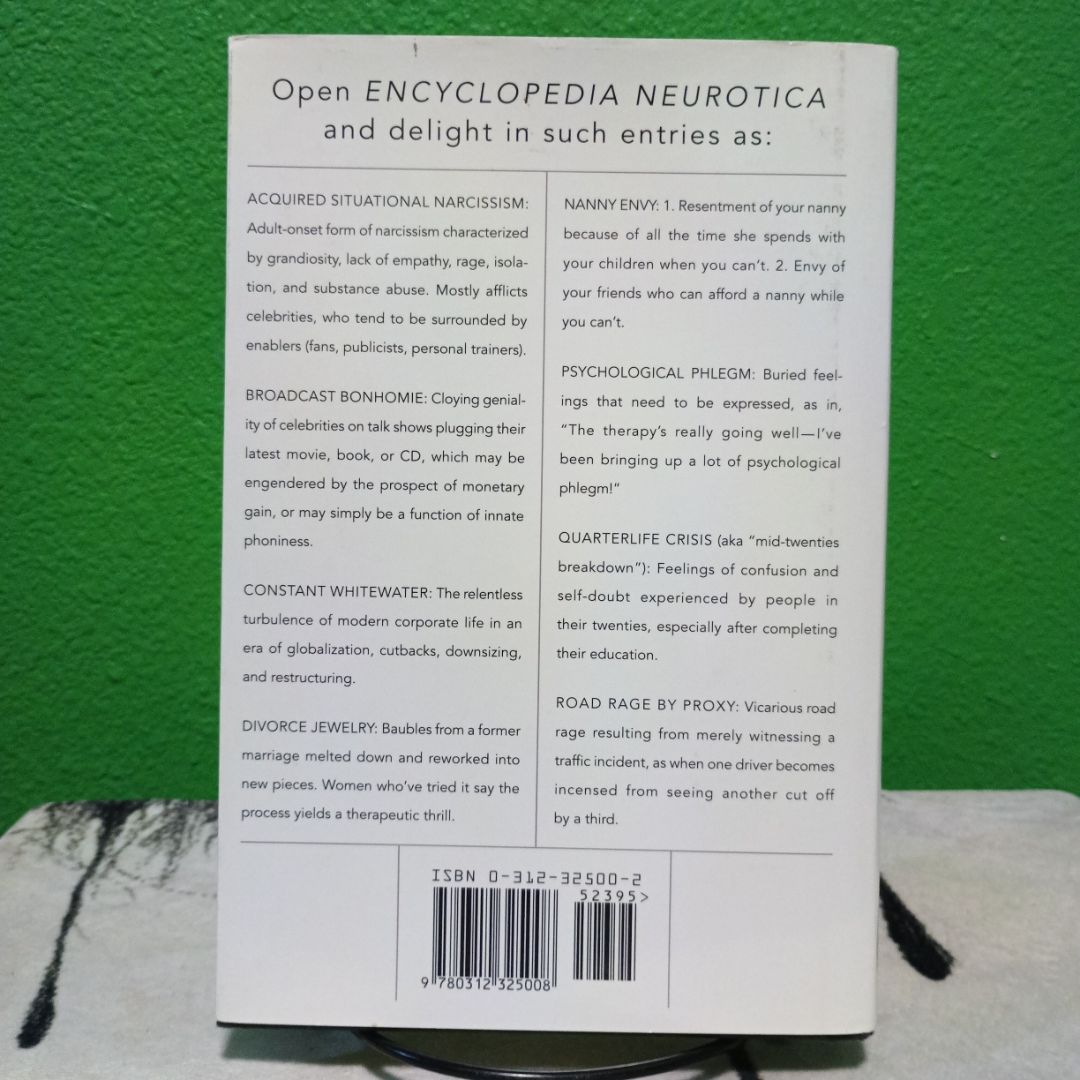 Open ENCYCLOPEDIA NEUROTICA
and delight in such entries as:
ACQUIRED SITUATIONAL NARCISSISM:
Adult-onset form of narcissism characterized
by grandiosity, lack of empathy, rage, isola-
tion, and substance abuse. Mostly afflicts
celebrities, who tend to be surrounded by
enablers (fans, publicists, personal trainers).
BROADCAST BONHOMIE: Cloying genial-
ity of celebrities on talk shows plugging their
latest movie, book, or CD, which may be
engendered by the prospect of monetary
gain, or may simply be a function of innate
phoniness.
CONSTANT WHITEWATER: The relentless
turbulence of modern corporate life in an
era of globalization, cutbacks, downsizing,
and restructuring.
DIVORCE JEWELRY: Baubles from a former
marriage melted down and reworked into
new pieces. Women who've tried it say the
process yields a therapeutic thrill.
NANNY ENVY: 1. Resentment of your nanny
because of all the time she spends with
your children when you can't. 2. Envy of
your friends who can afford a nanny while
you can't.
PSYCHOLOGICAL PHLEGM: Buried feel-
ings that need to be expressed, as in,
“The therapy's really going well—I've
been bringing up a lot of psychological
phlegm!”
QUARTERLIFE CRISIS (aka “mid-twenties
breakdown”): Feelings of confusion and
self-doubt experienced by people in
their twenties, especially after completing
their education.
ROAD RAGE BY PROXY: Vicarious road
rage resulting from merely witnessing a
traffic incident, as when one driver becomes
incensed from seeing another cut off
by a third.
ISBN 0-312-32500-2
52395>
9 780312 325008